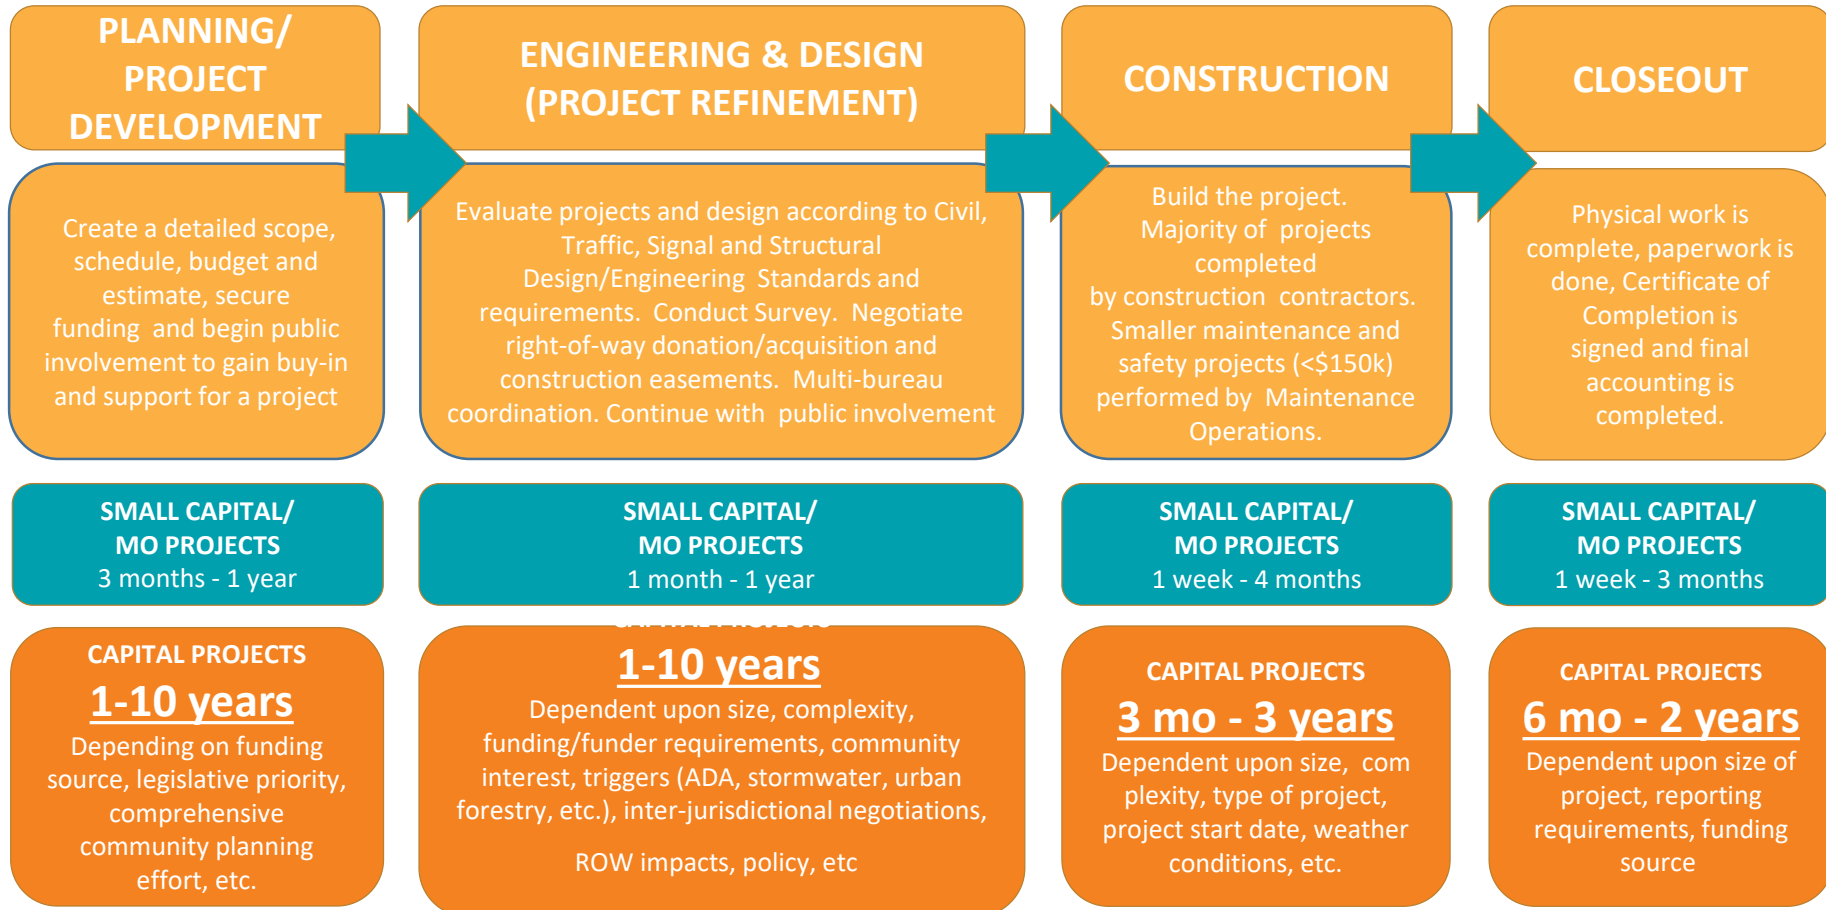 PLANNING/
PROJECT
DEVELOPMENT
ENGINEERING & DESIGN
(PROJECT REFINEMENT)
CONSTRUCTION
CLOSEOUT
Create a detailed scope,
schedule, budget and
estimate, secure
funding and begin public
involvement to gain buy-in
and support for a project
Evaluate projects and design according to Civil,
Traffic, Signal and Structural
Design/Engineering Standards and
requirements. Conduct Survey. Negotiate
right-of-way donation/acquisition and
construction easements. Multi-bureau
coordination. Continue with public involvement
Build the project.
Majority of projects
completed
by construction contractors.
Smaller maintenance and
safety projects (<$150k)
performed by Maintenance
Operations.
Physical work is
complete, paperwork is
done, Certificate of
Completion is
signed and final
accounting is
completed.
SMALL CAPITAL/
MO PROJECTS
3 months - 1 year
SMALL CAPITAL/
MO PROJECTS
1 month - 1 year
SMALL CAPITAL/
MO PROJECTS
1 week - 4 months
SMALL CAPITAL/
MO PROJECTS
1 week - 3 months
CAPITAL PROJECTS
1-10 years
Depending on funding
source, legislative priority,
comprehensive
community planning
effort, etc.
CAPITAL PROJECTS
1-10 years
Dependent upon size, complexity,
funding/funder requirements, community
interest, triggers (ADA, stormwater, urban
forestry, etc.), inter-jurisdictional negotiations,
ROW impacts, policy, etc
CAPITAL PROJECTS
3 mo - 3 years
Dependent upon size, com
plexity, type of project,
project start date, weather
conditions, etc.
CAPITAL PROJECTS
6 mo - 2 years
Dependent upon size of
project, reporting
requirements, funding
source